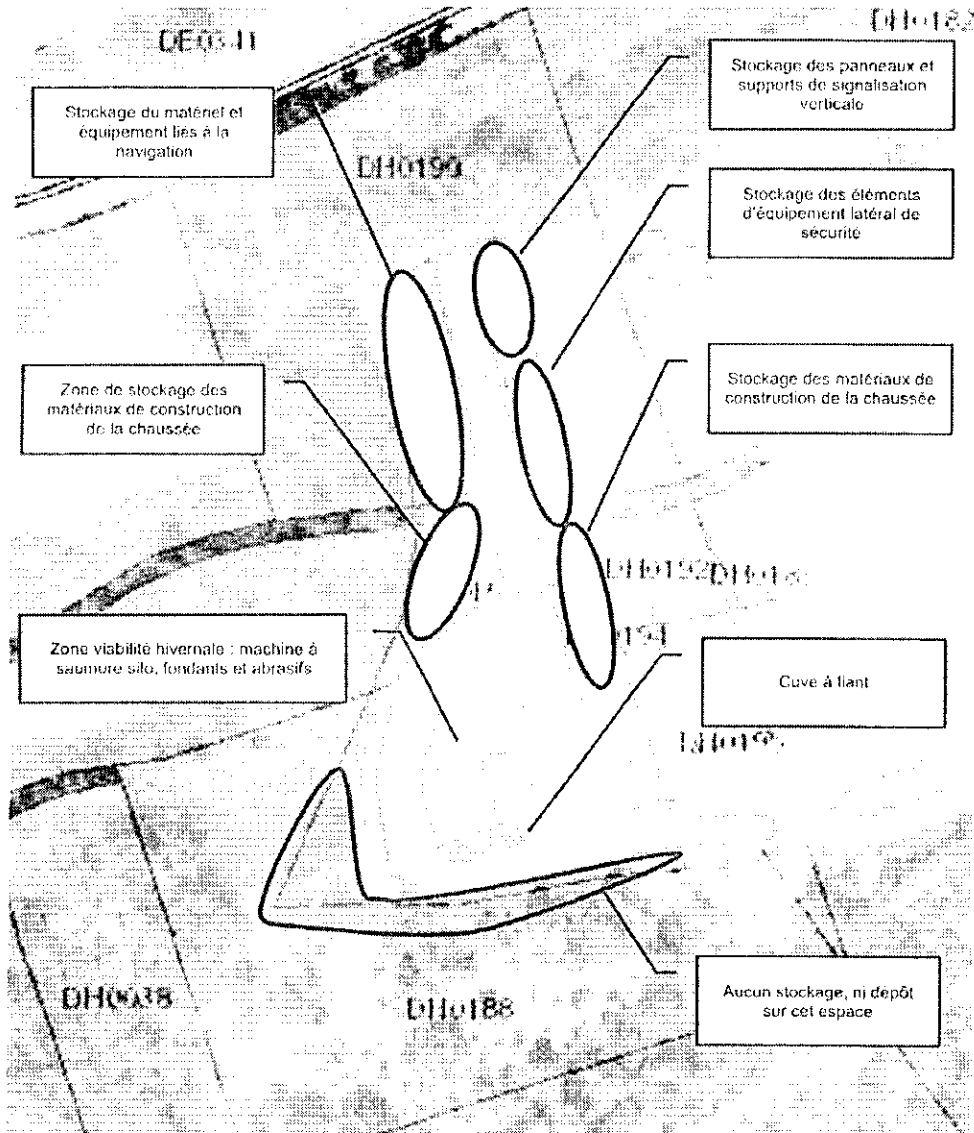 DE0341
Stockage du matériel et
équipement liés à la
navigation
Stockage des panneaux et
supports de signalisation
verticale
DH0190
Stockage des éléments
d'équipement latéral de
sécurité
Zone de stockage des
matériaux de construction
de la chaussée
Stockage des matériaux de
construction de la chaussée
DH0192
Zone viabilité hivernale : machine à
saumure silo, fondants et abrasifs
Cuve à liant
DH0038
DH0188
Aucun stockage, ni dépôt
sur cet espace